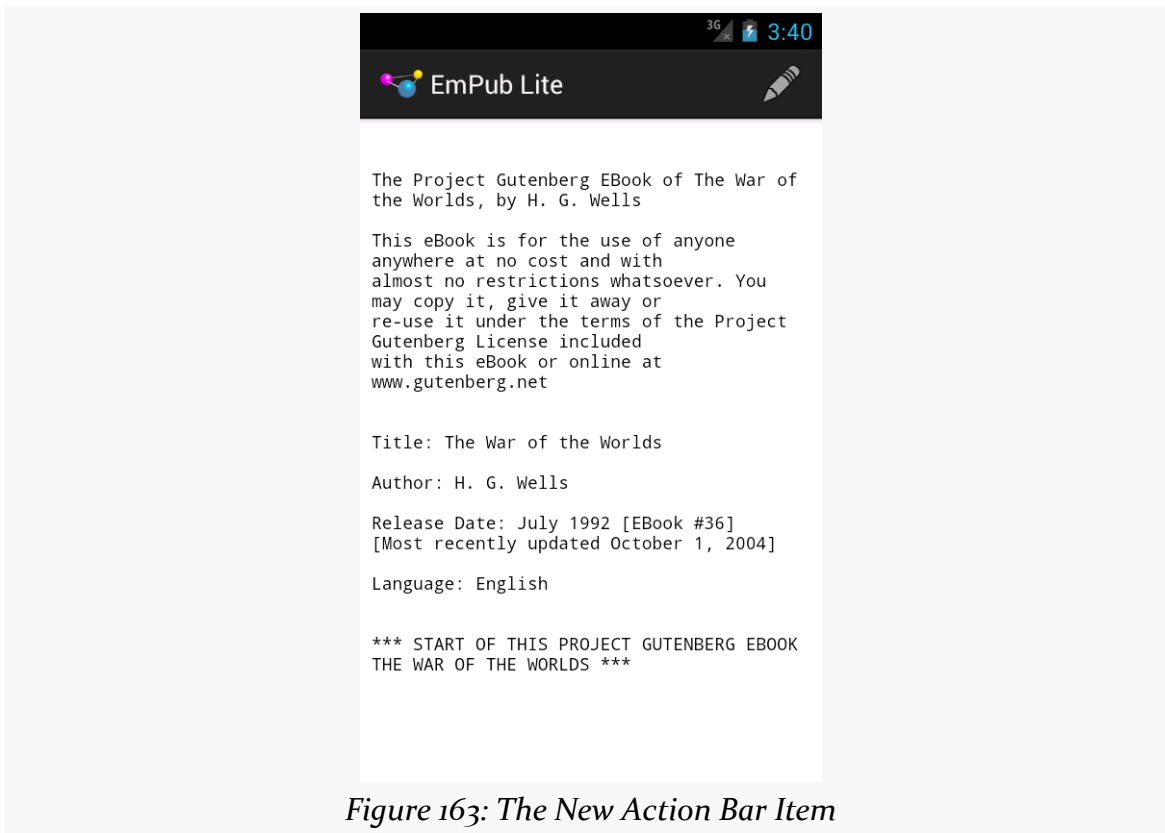 3G
3:40
EmPub Lite
The Project Gutenberg EBook of The War of
the Worlds, by H. G. Wells
This eBook is for the use of anyone
anywhere at no cost and with
almost no restrictions whatsoever. You
may copy it, give it away or
re-use it under the terms of the Project
Gutenberg License included
with this eBook or online at
www.gutenberg.net
Title: The War of the Worlds
Author: H. G. Wells
Release Date: July 1992 [EBook #36]
[Most recently updated October 1, 2004]
Language: English
*** START OF THIS PROJECT GUTENBERG EBOOK
THE WAR OF THE WORLDS ***
Figure 163: The New Action Bar Item